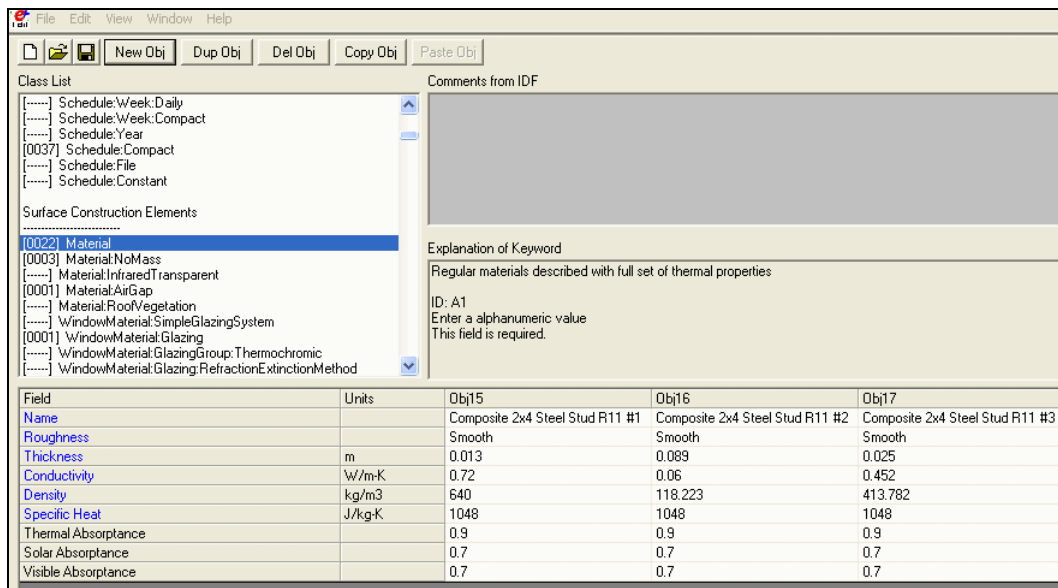 File Edit View Window Help
New Obj Dup Obj Del Obj Copy Obj Paste Obj
Class List
[------] Schedule:Week:Daily
[------] Schedule:Week:Compact
[------] Schedule:Year
[0037] Schedule:Compact
[------] Schedule:File
[------] Schedule:Constant
Surface Construction Elements
--------------------------
[0022] Material
[0003] Material:NoMass
[------] Material:InfraredTransparent
[0001] Material:AirGap
[------] Material:RoofVegetation
[------] WindowMaterial:SimpleGlazingSystem
[0001] WindowMaterial:Glazing
[------] WindowMaterial:GlazingGroup:Thermochromic
[------] WindowMaterial:Glazing:RefractionExtinctionMethod
Comments from IDF
Explanation of Keyword
Regular materials described with full set of thermal properties
ID: A1
Enter a alphanumeric value
This field is required.
Field Units Obj15 Obj16 Obj17
Name Composite 2x4 Steel Stud R11 #1 Composite 2x4 Steel Stud R11 #2 Composite 2x4 Steel Stud R11 #3
Roughness Smooth Smooth Smooth
Thickness m 0.013 0.089 0.025
Conductivity W/m-K 0.72 0.06 0.452
Density kg/m3 640 118.223 413.782
Specific Heat J/kg-K 1048 1048 1048
Thermal Absorptance 0.9 0.9 0.9
Solar Absorptance 0.7 0.7 0.7
Visible Absorptance 0.7 0.7 0.7